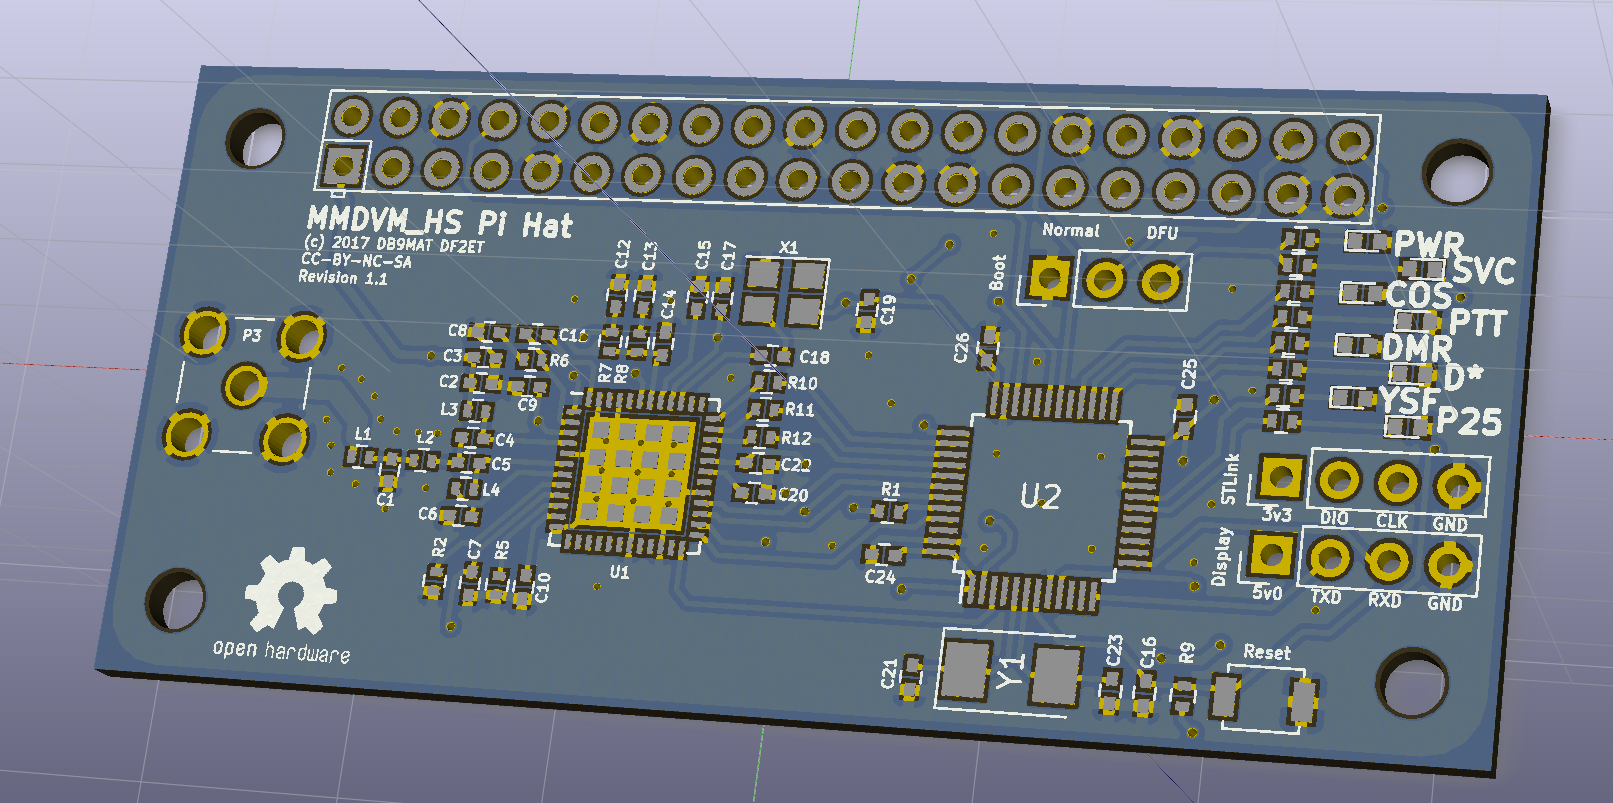 MMDVM_HS Pi Hat
(c) 2017 DB9MAT DF2ET
CC-BY-NC-SA
Revision 1.1
C12
C13
C15
C17
X1
C14
C19
Normal
DFU
Boot
PWR
SVC
COS
PTT
DMR
D*
YSF
P25
P3
C8
C11
C3
R6
C2
C9
L3
C4
L1
L2
C5
C1
L4
C6
R7
R8
C18
R10
R11
R12
C22
C20
C26
C25
U2
R1
C24
STLink
3v3
DIO
CLK
GND
Display
5v0
TXD
RXD
GND
R2
C7
R5
C10
U1
open hardware
C21
Y1
C23
C16
R9
Reset